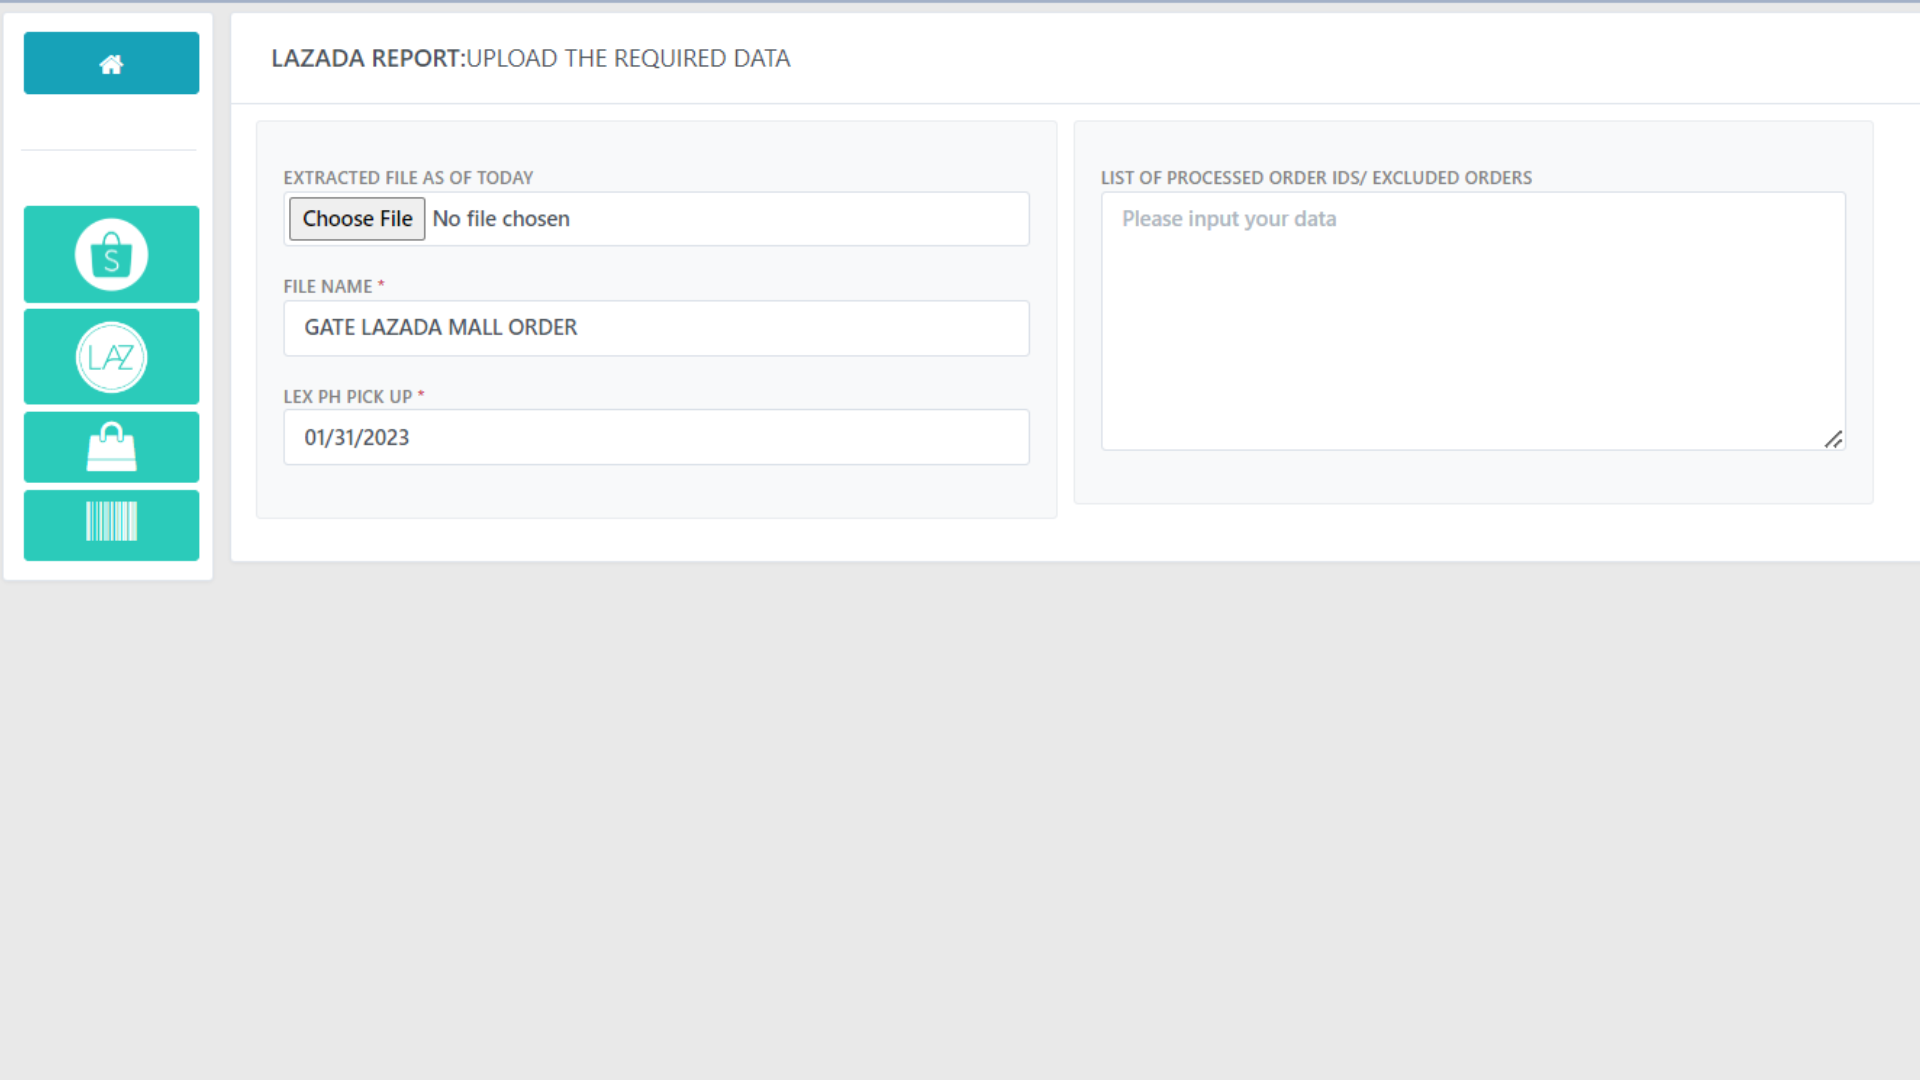 LAZADA REPORT:UPLOAD THE REQUIRED DATA
EXTRACTED FILE AS OF TODAY
Choose File No file chosen
FILE NAME *
GATE LAZADA MALL ORDER
LEX PH PICK UP *
01/31/2023
LIST OF PROCESSED ORDER IDS/ EXCLUDED ORDERS
Please input your data
S
LAZ